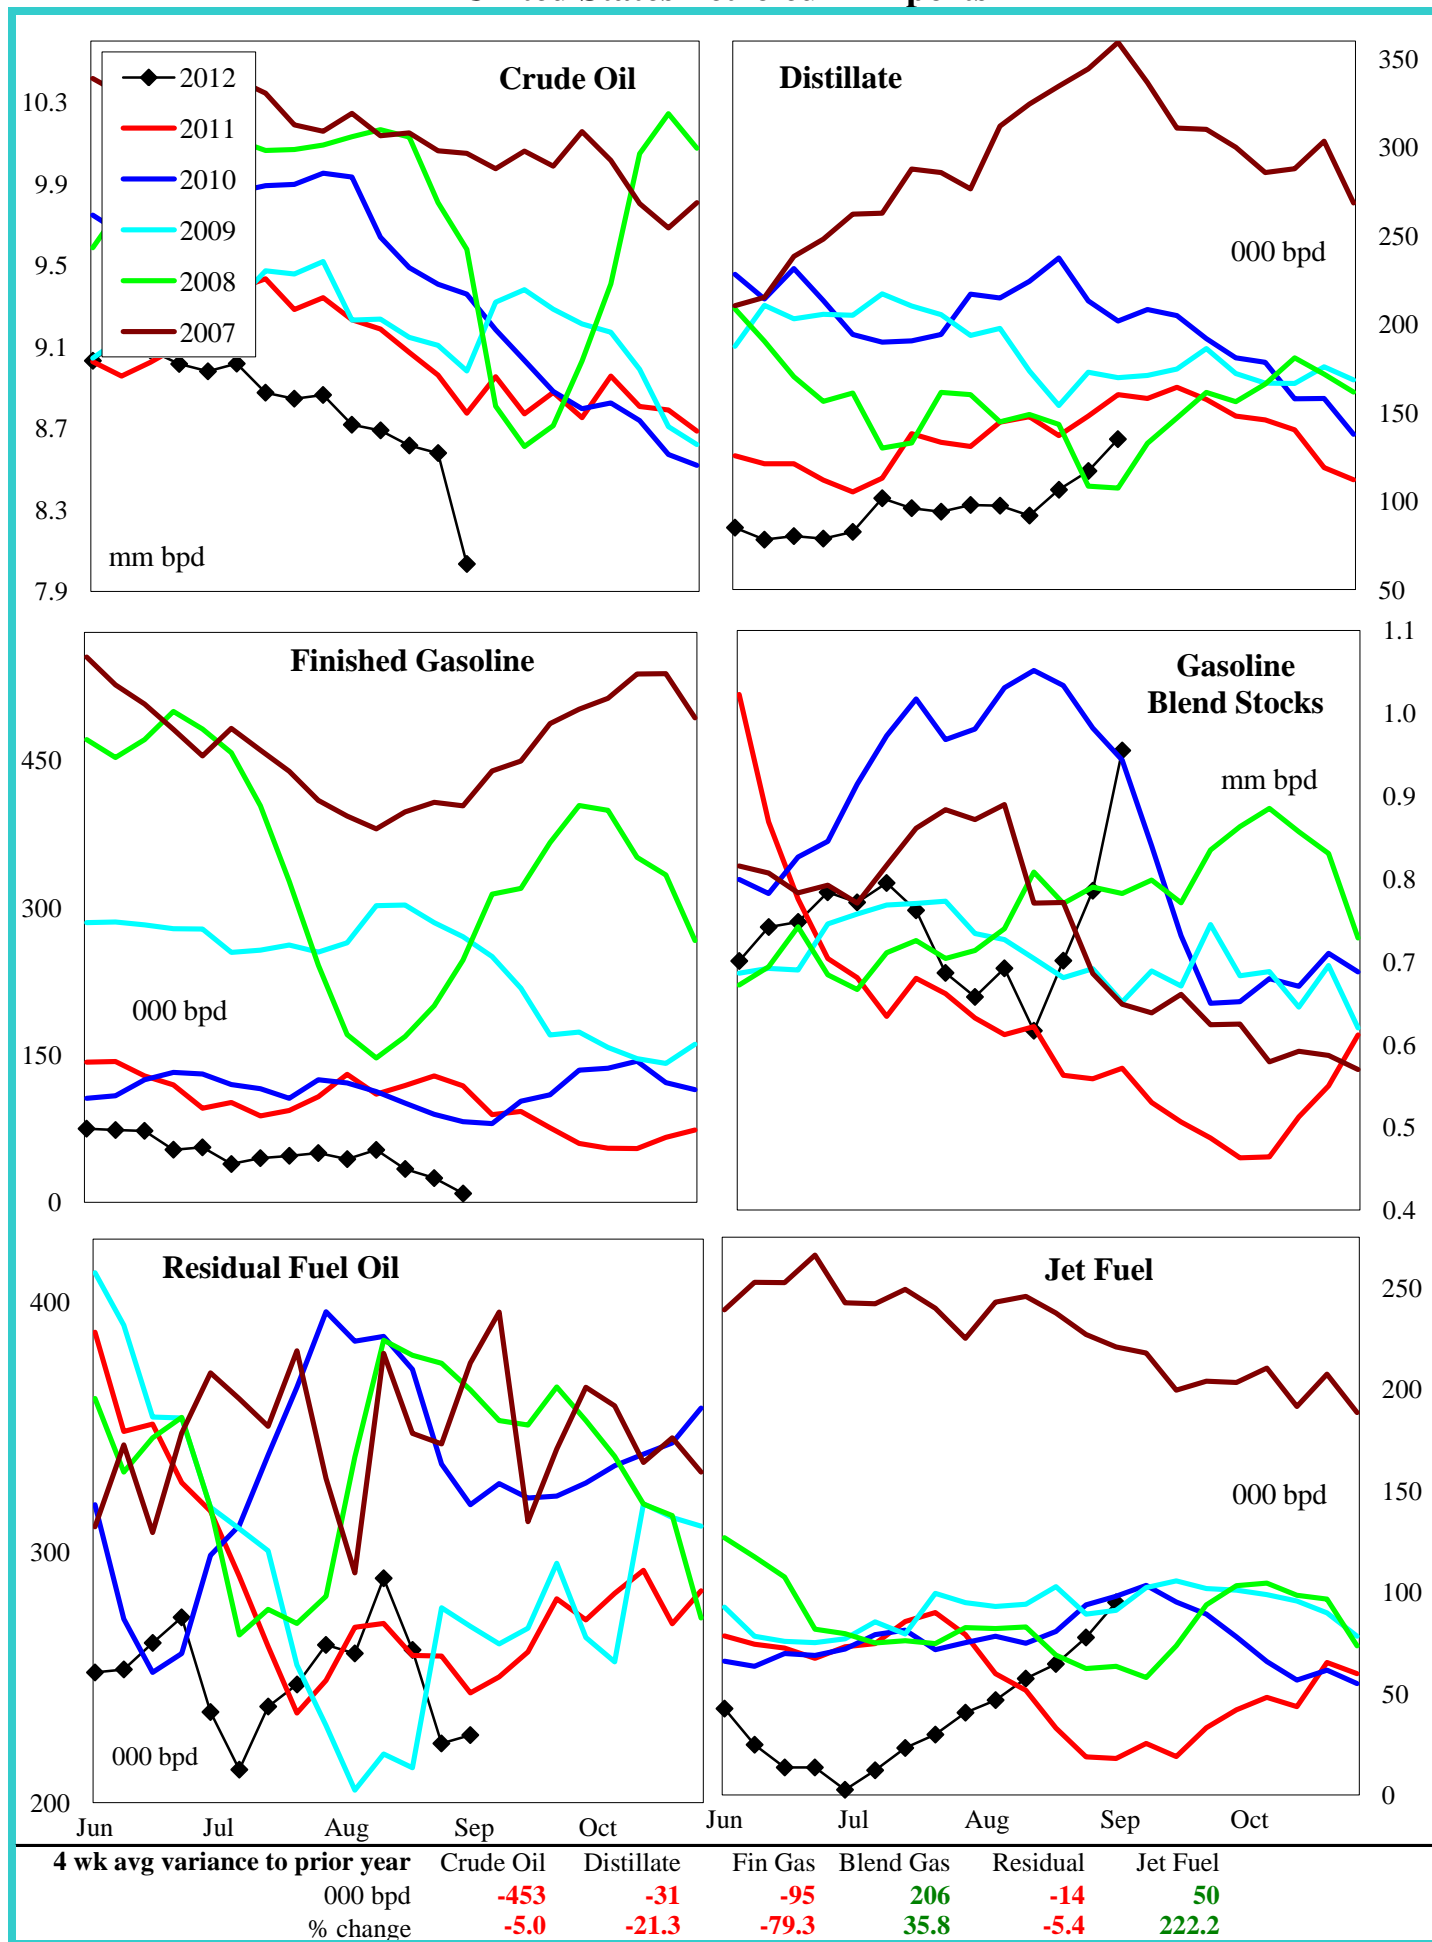 Crude Oil
2012
2011
2010
2009
2008
2007
10.3
9.9
9.5
9.1
8.7
8.3
7.9
mm bpd
Distillate
000 bpd
350
300
250
200
150
100
50
Finished Gasoline
450
300
150
0
000 bpd
Gasoline
Blend Stocks
mm bpd
1.1
1.0
0.9
0.8
0.7
0.6
0.5
0.4
Residual Fuel Oil
400
300
200
000 bpd
Jun Jul Aug Sep Oct
Jet Fuel
000 bpd
250
200
150
100
50
0
Jun Jul Aug Sep Oct
4 wk avg variance to prior year Crude Oil Distillate Fin Gas Blend Gas Residual Jet Fuel
000 bpd -453 -31 -95 206 -14 50
% change -5.0 -21.3 -79.3 35.8 -5.4 222.2